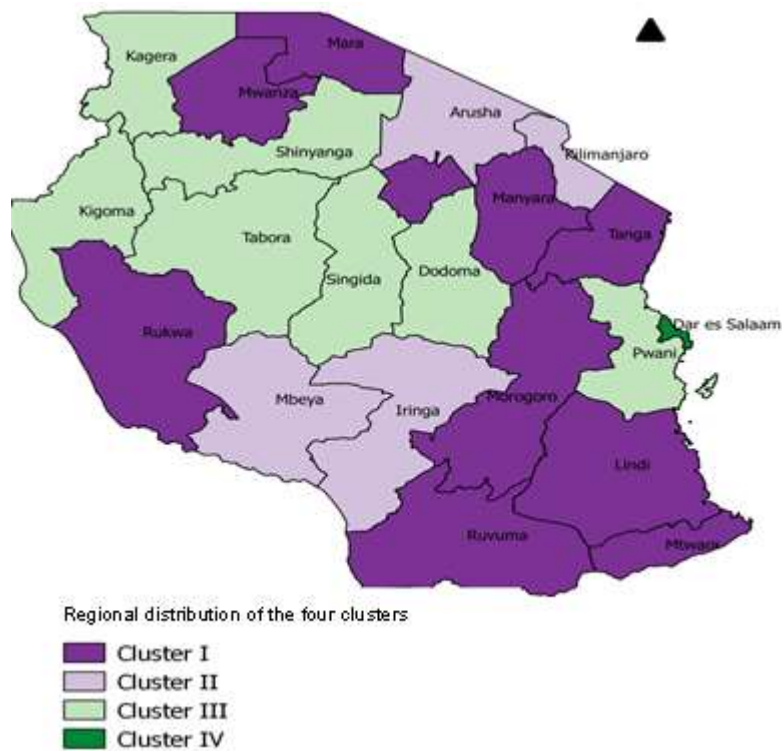 Mara
Kagera
Mwanza
Arusha
Shinyanga
Kilimanjaro
Manyara
Kigoma
Tabora
Tanga
Dodoma
Singida
Dar es Salaam
Rukwa
Pwani
Mbeya
Iringa
Morogoro
Lindi
Ruvuma
Mtwara
Regional distribution of the four clusters
Cluster I
Cluster II
Cluster III
Cluster IV